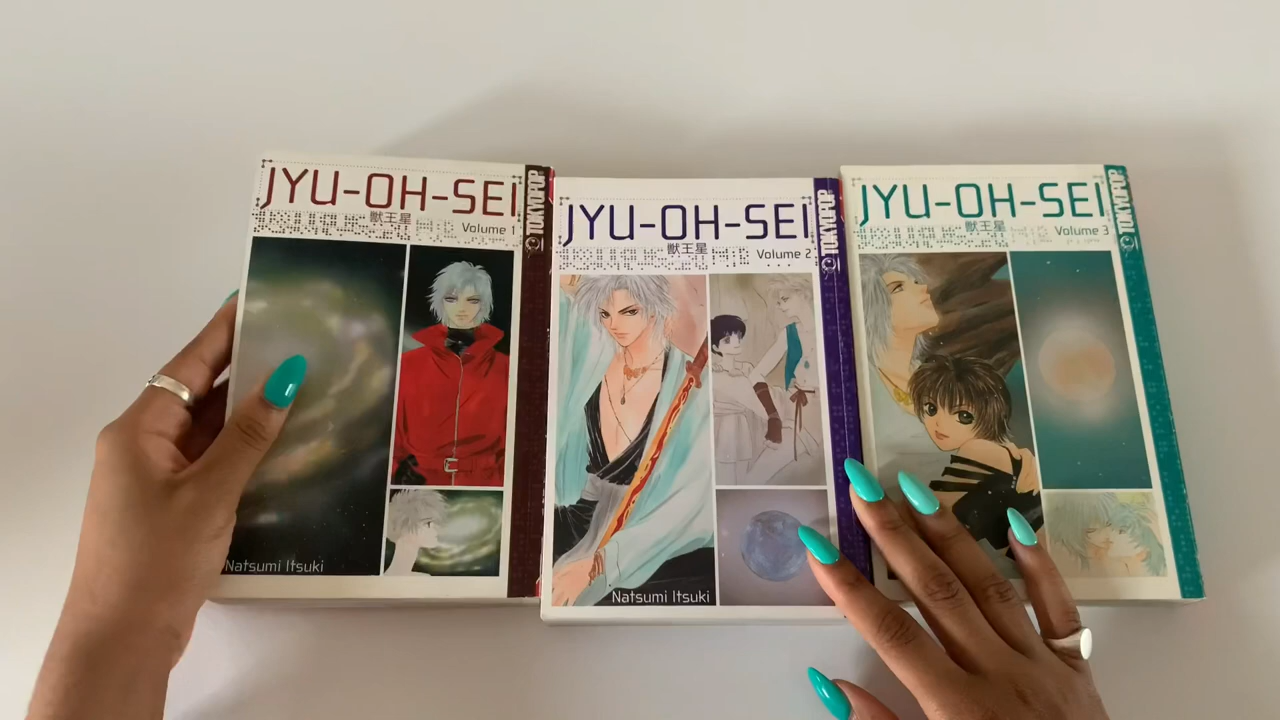 JYU-OH-SEI
獣王星
Volume 1
TOKYOPOP
Natsumi Itsuki
JYU-OH-SEI
獣王星
Volume 2
TOKYOPOP
Natsumi Itsuki
JYU-OH-SEI
獣王星
Volume 3
TOKYOPOP